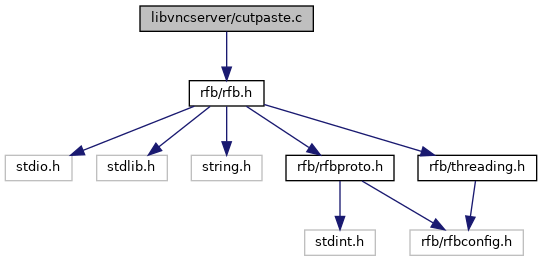 libvncserver/cutpaste.c
rfb/rfb.h
stdio.h
stdlib.h
string.h
rfb/rfbproto.h
rfb/threading.h
stdint.h
rfb/rfbconfig.h